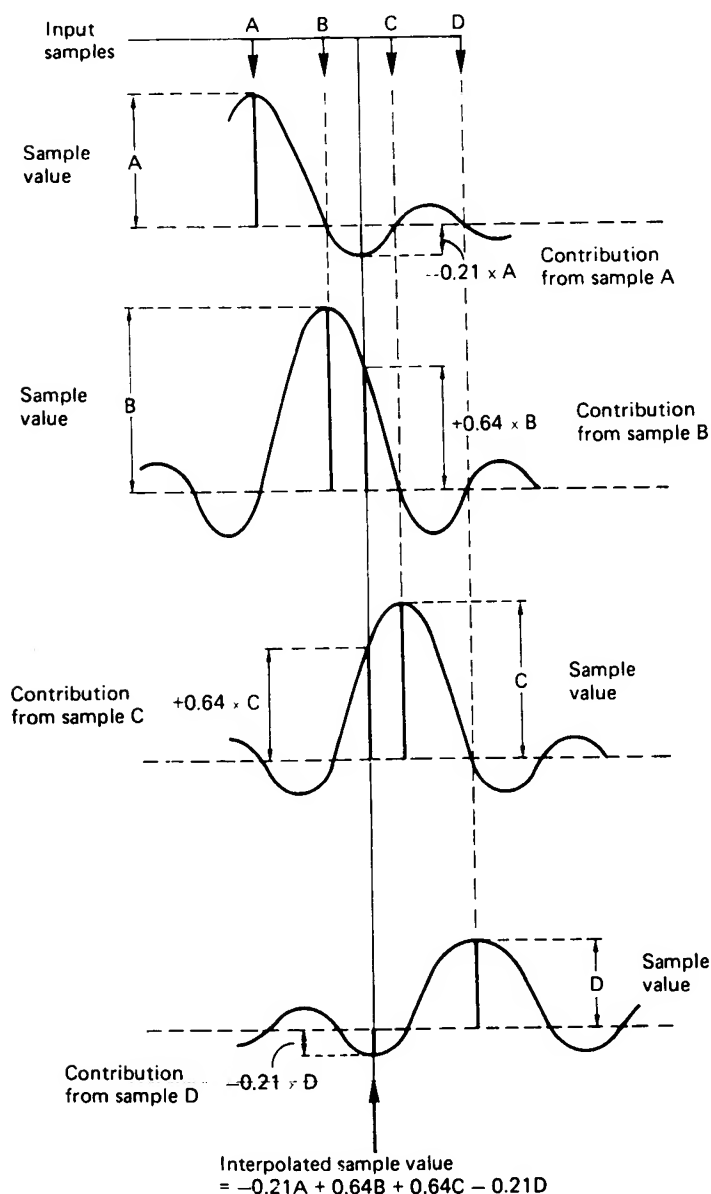 Input
samples
A B C D
Sample
value
A
--0.21 × A
Contribution
from sample A
Sample
value
B
+0.64 × B
Contribution
from sample B
Contribution
from sample C
+0.64 × C
C
Sample
value
Sample
value
D
Contribution
from sample D
−0.21 × D
Interpolated sample value
= −0.21A + 0.64B + 0.64C − 0.21D